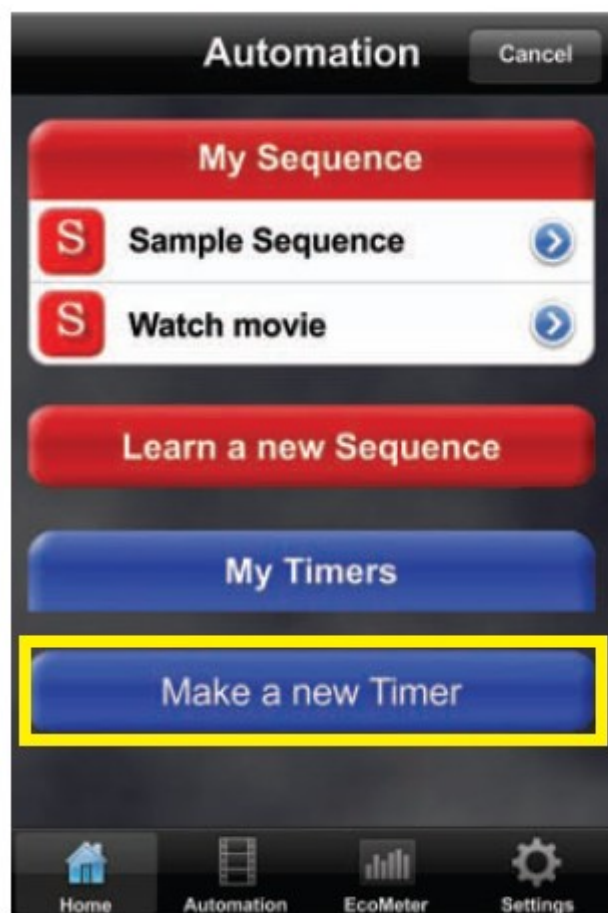 Automation
Cancel
My Sequence
S Sample Sequence
S Watch movie
Learn a new Sequence
My Timers
Make a new Timer
Home Automation EcoMeter Settings